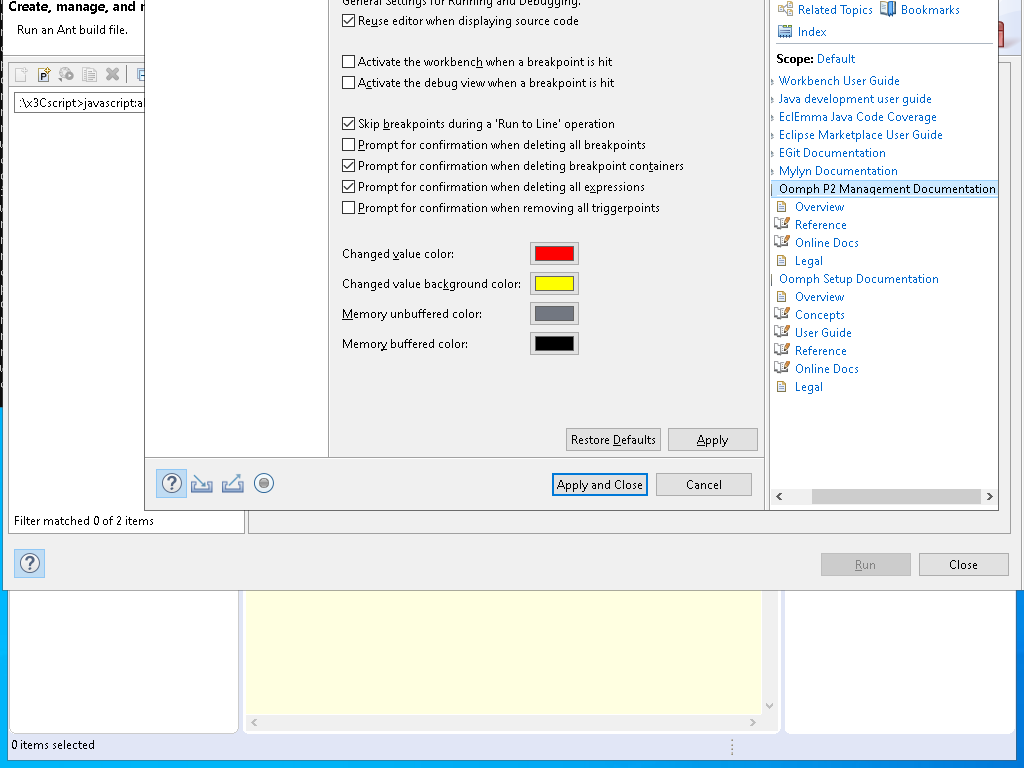 Create, manage, and r
Run an Ant build file.
:\x3Cscript>javascript:al
Filter matched 0 of 2 items
General Settings for Running and Debugging.
Reuse editor when displaying source code
Activate the workbench when a breakpoint is hit
Activate the debug view when a breakpoint is hit
Skip breakpoints during a 'Run to Line' operation
Prompt for confirmation when deleting all breakpoints
Prompt for confirmation when deleting breakpoint containers
Prompt for confirmation when deleting all expressions
Prompt for confirmation when removing all triggerpoints
Changed value color:
Changed value background color:
Memory unbuffered color:
Memory buffered color:
Restore Defaults
Apply
Apply and Close
Cancel
Related Topics
Bookmarks
Index
Scope: Default
Workbench User Guide
Java development user guide
EclEmma Java Code Coverage
Eclipse Marketplace User Guide
EGit Documentation
Mylyn Documentation
Oomph P2 Management Documentation
Overview
Reference
Online Docs
Legal
Oomph Setup Documentation
Overview
Concepts
User Guide
Reference
Online Docs
Legal
Run
Close
0 items selected